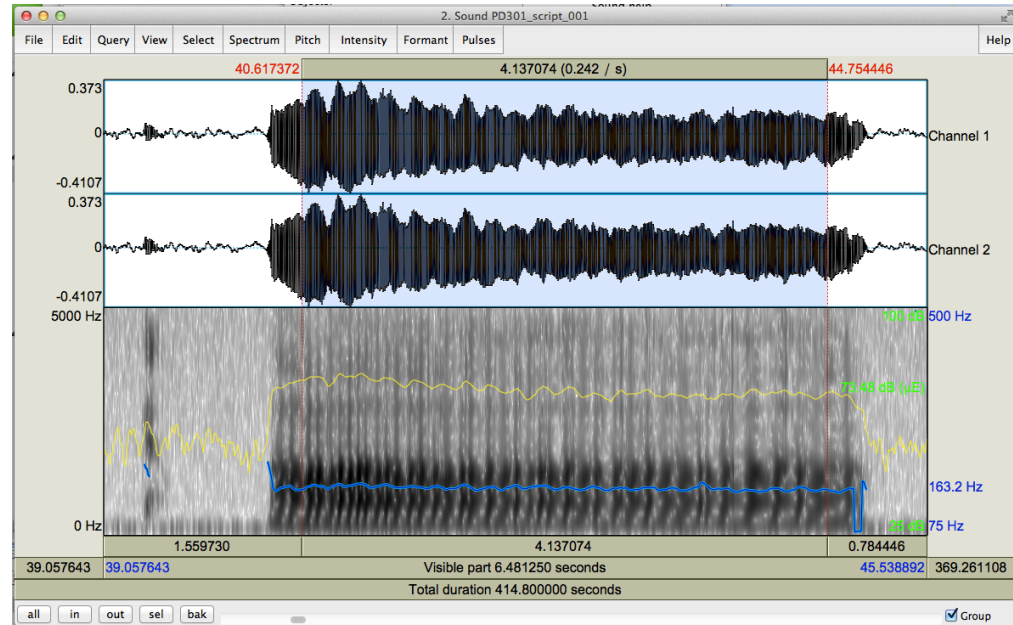 2. Sound PD301_script_001
File Edit Query View Select Spectrum Pitch Intensity Formant Pulses Help
40.617372 4.137074 (0.242 / s) 44.754446
0.373
0 Channel 1
-0.4107
0.373
0 Channel 2
-0.4107
5000 Hz 100 dB 500 Hz
73.48 dB (µE)
163.2 Hz
0 Hz 25 dB 75 Hz
1.559730 4.137074 0.784446
39.057643 39.057643 Visible part 6.481250 seconds 45.538892 369.261108
Total duration 414.800000 seconds
all in out sel bak Group